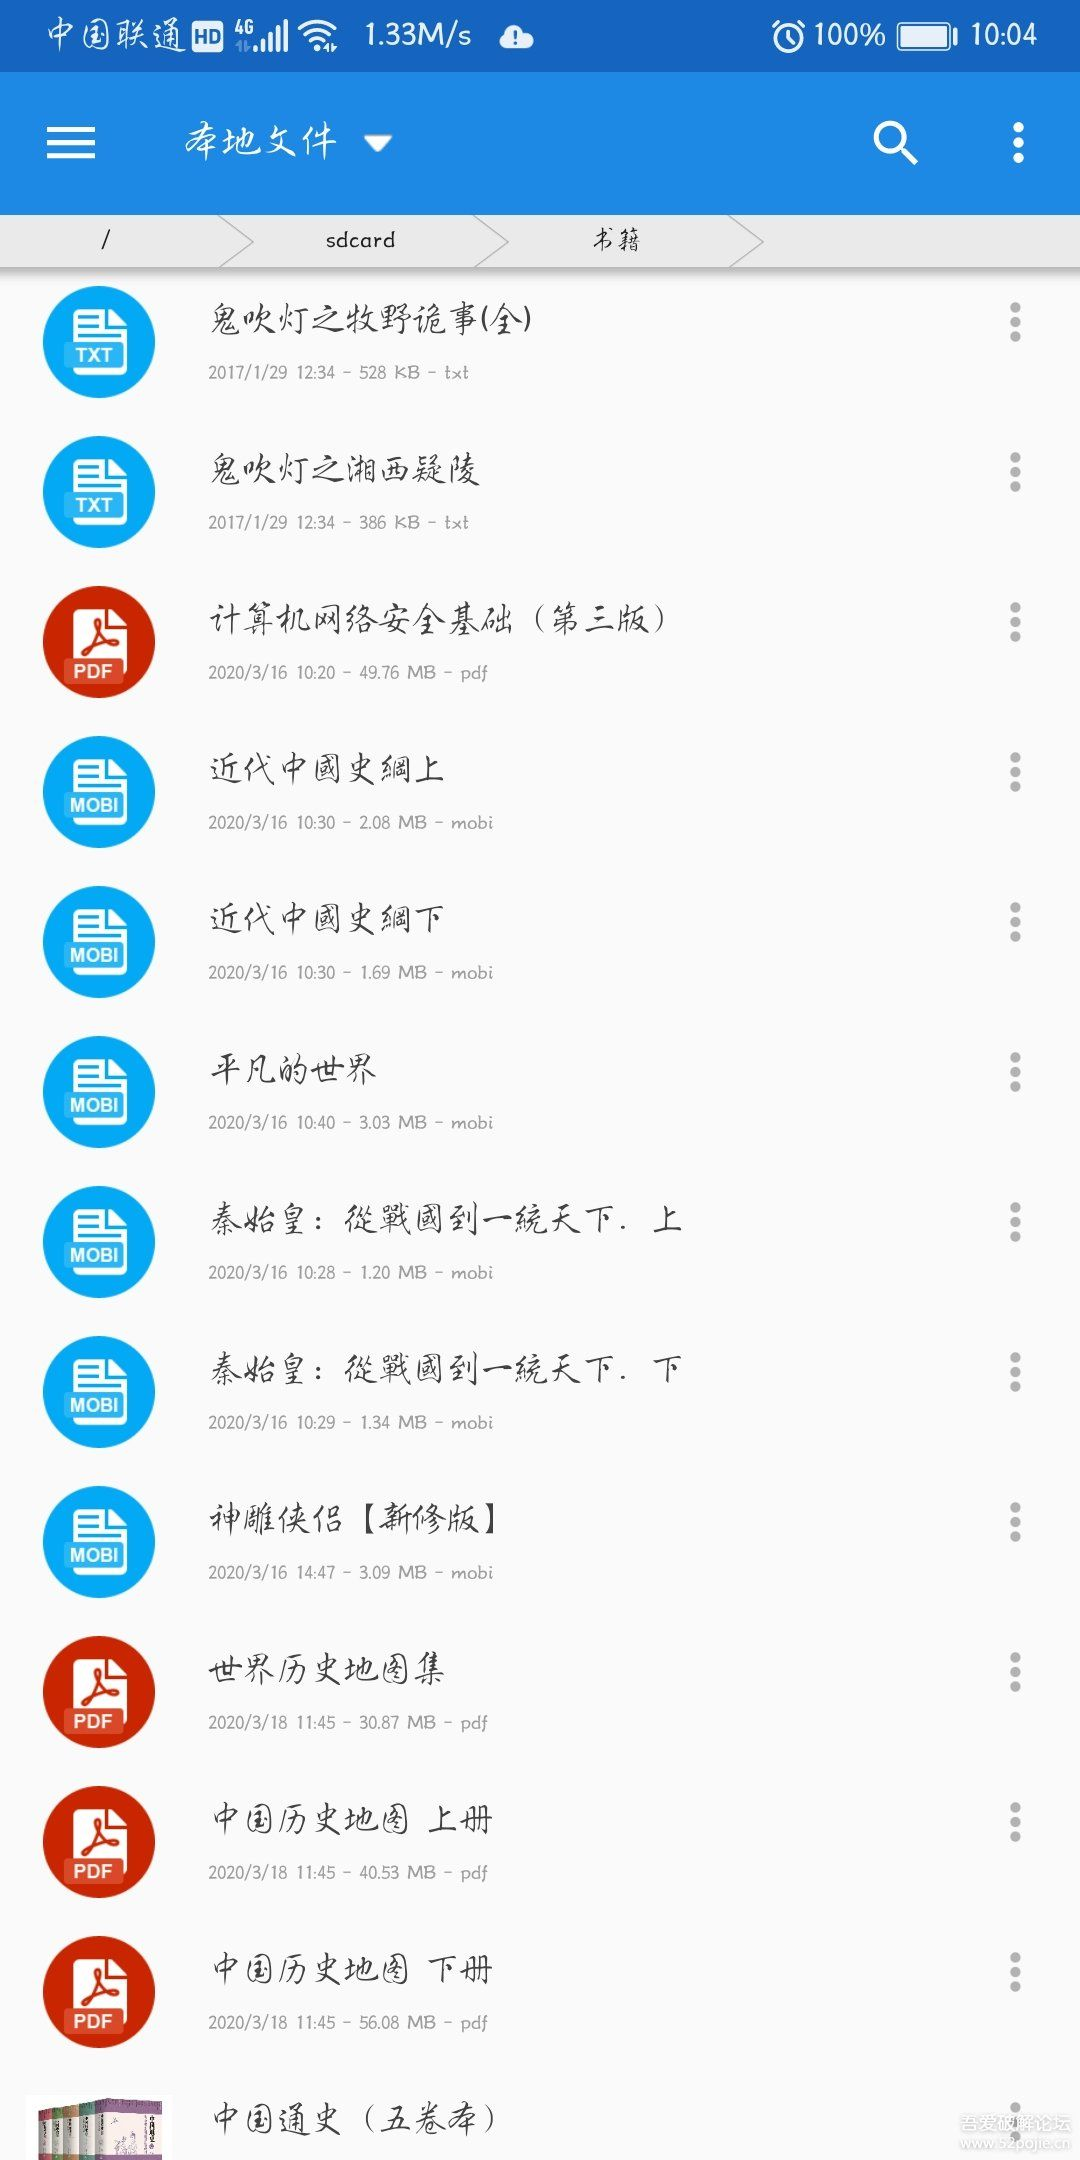 中国联通 HD 4G 1.33M/s 100% 10:04
本地文件
/ sdcard 书籍
TXT
鬼吹灯之牧野诡事(全)
2017/1/29 12:34 - 528 KB - txt
TXT
鬼吹灯之湘西疑陵
2017/1/29 12:34 - 386 KB - txt
PDF
计算机网络安全基础（第三版）
2020/3/16 10:20 - 49.76 MB - pdf
MOBI
近代中國史綱上
2020/3/16 10:30 - 2.08 MB - mobi
MOBI
近代中國史綱下
2020/3/16 10:30 - 1.69 MB - mobi
MOBI
平凡的世界
2020/3/16 10:40 - 3.03 MB - mobi
MOBI
秦始皇：從戰國到一統天下．上
2020/3/16 10:28 - 1.20 MB - mobi
MOBI
秦始皇：從戰國到一統天下．下
2020/3/16 10:29 - 1.34 MB - mobi
MOBI
神雕侠侣【新修版】
2020/3/16 14:47 - 3.09 MB - mobi
PDF
世界历史地图集
2020/3/18 11:45 - 30.87 MB - pdf
PDF
中国历史地图 上册
2020/3/18 11:45 - 40.53 MB - pdf
PDF
中国历史地图 下册
2020/3/18 11:45 - 56.08 MB - pdf
中国通史（五卷本）
吾爱破解论坛
www.52pojie.cn